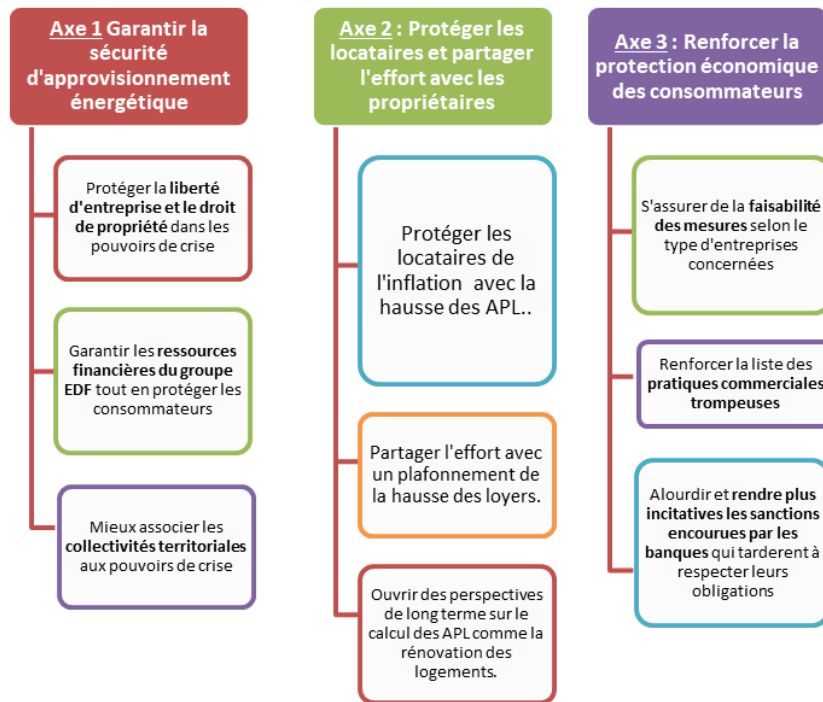 Axe 1 Garantir la
sécurité
d'approvisionnement
énergétique
Protéger la liberté
d'entreprise et le droit
de propriété dans les
pouvoirs de crise
Garantir les ressources
financières du groupe
EDF tout en protéger les
consommateurs
Mieux associer les
collectivités territoriales
aux pouvoirs de crise
Axe 2 : Protéger les
locataires et partager
l'effort avec les
propriétaires
Protéger les
locataires de
l'inflation avec la
hausse des APL..
Partager l'effort avec
un plafonnement de
la hausse des loyers.
Ouvrir des perspectives
de long terme sur le
calcul des APL comme la
rénovation des
logements.
Axe 3 : Renforcer la
protection économique
des consommateurs
S'assurer de la faisabilité
des mesures selon le
type d'entreprises
concernées
Renforcer la liste des
pratiques commerciales
trompeuses
Alourdir et rendre plus
incitatives les sanctions
encourues par les
banques qui tarderent à
respecter leurs
obligations